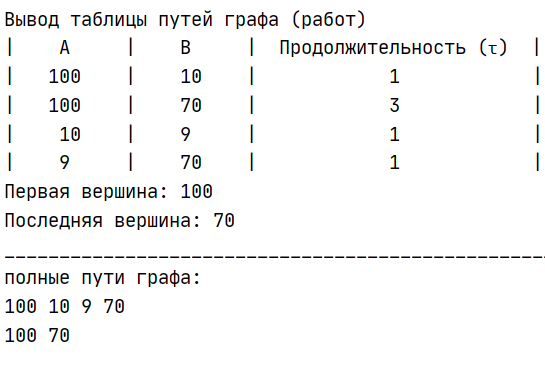 Вывод таблицы путей графа (работ)
| A | B | Продолжительность (τ) |
| 100 | 10 | 1 |
| 100 | 70 | 3 |
| 10 | 9 | 1 |
| 9 | 70 | 1 |
Первая вершина: 100
Последняя вершина: 70
__________________________________________________
полные пути графа:
100 10 9 70
100 70